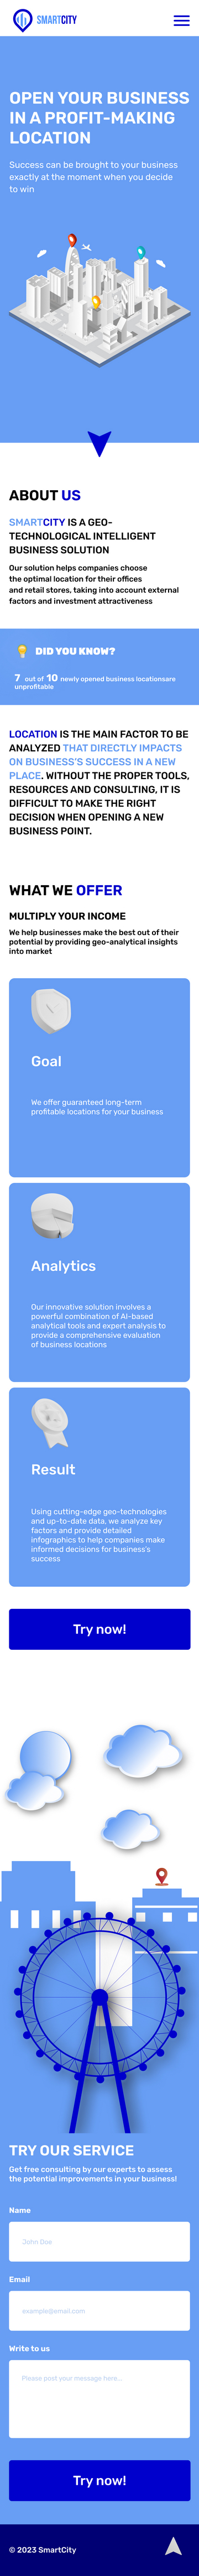 SMARTCITY
OPEN YOUR BUSINESS
IN A PROFIT-MAKING
LOCATION
Success can be brought to your business
exactly at the moment when you decide
to win
ABOUT US
SMARTCITY IS A GEO-
TECHNOLOGICAL INTELLIGENT
BUSINESS SOLUTION
Our solution helps companies choose
the optimal location for their offices
and retail stores, taking into account external
factors and investment attractiveness
DID YOU KNOW?
7 out of 10 newly opened business locationsare
unprofitable
LOCATION IS THE MAIN FACTOR TO BE
ANALYZED THAT DIRECTLY IMPACTS
ON BUSINESS'S SUCCESS IN A NEW
PLACE. WITHOUT THE PROPER TOOLS,
RESOURCES AND CONSULTING, IT IS
DIFFICULT TO MAKE THE RIGHT
DECISION WHEN OPENING A NEW
BUSINESS POINT.
WHAT WE OFFER
MULTIPLY YOUR INCOME
We help businesses make the best out of their
potential by providing geo-analytical insights
into market
Goal
We offer guaranteed long-term
profitable locations for your business
Analytics
Our innovative solution involves a
powerful combination of AI-based
analytical tools and expert analysis to
provide a comprehensive evaluation
of business locations
Result
Using cutting-edge geo-technologies
and up-to-date data, we analyze key
factors and provide detailed
infographics to help companies make
informed decisions for business's
success
Try now!
TRY OUR SERVICE
Get free consulting by our experts to assess
the potential improvements in your business!
Name
John Doe
Email
example@email.com
Write to us
Please post your message here...
Try now!
© 2023 SmartCity